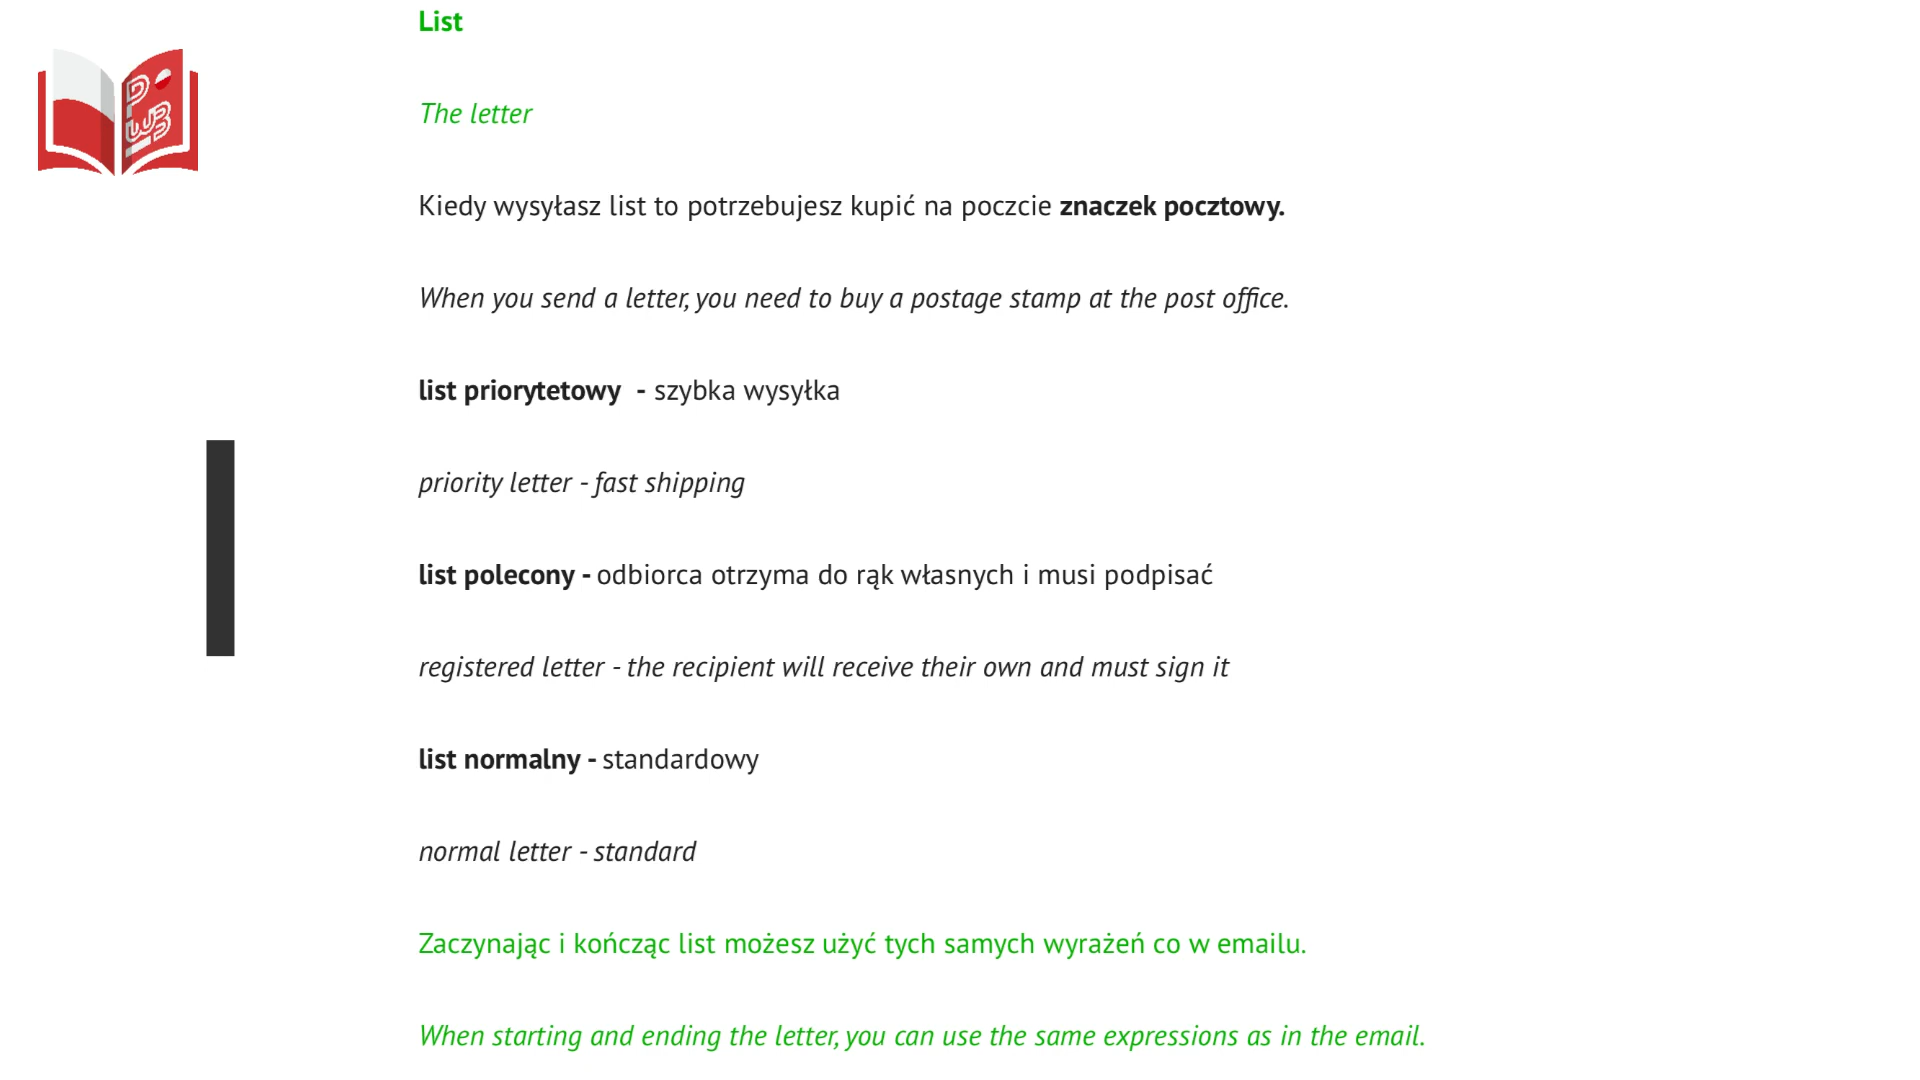 List
The letter
Kiedy wysyłasz list to potrzebujesz kupić na poczcie znaczek pocztowy.
When you send a letter, you need to buy a postage stamp at the post office.
list priorytetowy - szybka wysyłka
priority letter - fast shipping
list polecony - odbiorca otrzyma do rąk własnych i musi podpisać
registered letter - the recipient will receive their own and must sign it
list normalny - standardowy
normal letter - standard
Zaczynając i kończąc list możesz użyć tych samych wyrażeń co w emailu.
When starting and ending the letter, you can use the same expressions as in the email.